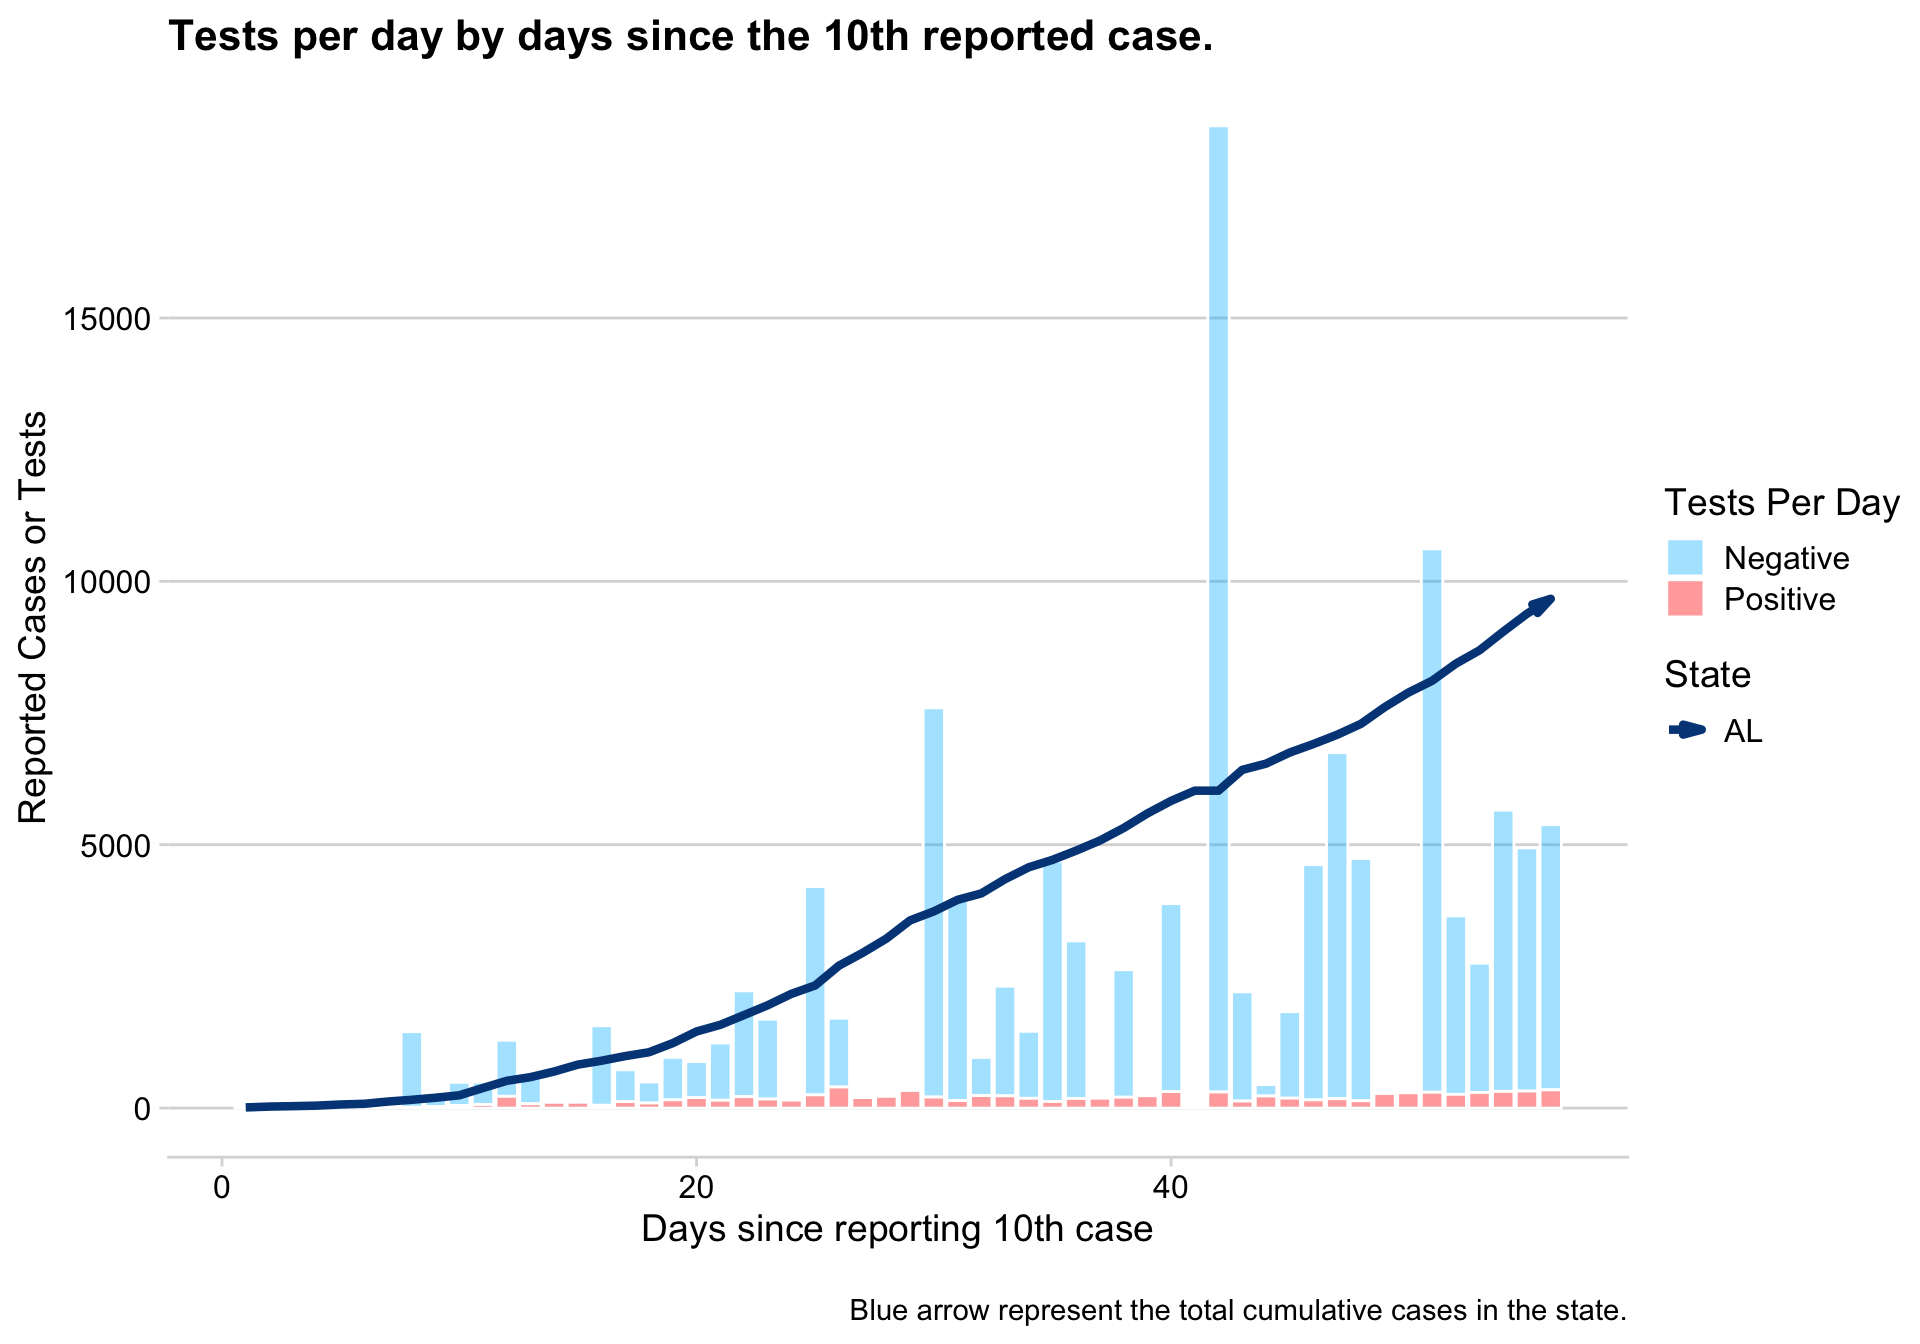 Tests per day by days since the 10th reported case.
Reported Cases or Tests
15000
10000
5000
0
0 20 40
Days since reporting 10th case
Tests Per Day
Negative
Positive
State
AL
Blue arrow represent the total cumulative cases in the state.